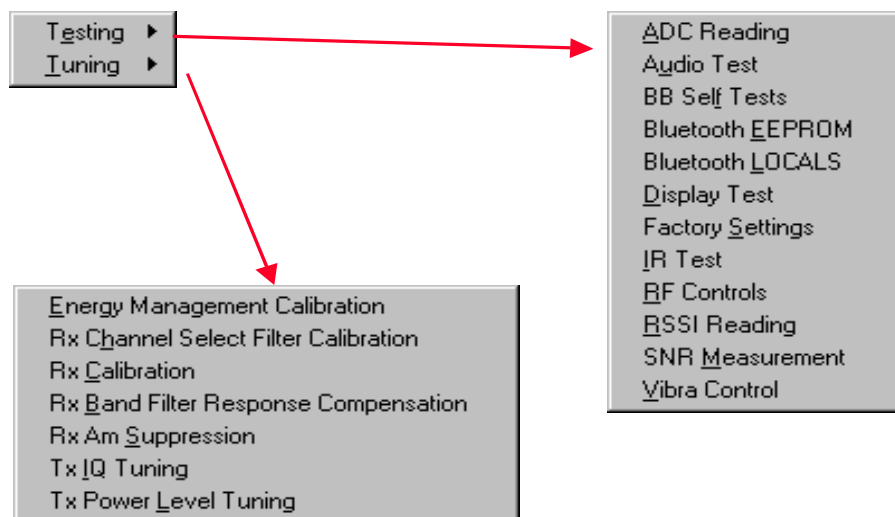 Testing
Tuning
ADC Reading
Audio Test
BB Self Tests
Bluetooth EEPROM
Bluetooth LOCALS
Display Test
Factory Settings
IR Test
RF Controls
RSSI Reading
SNR Measurement
Vibra Control
Energy Management Calibration
Rx Channel Select Filter Calibration
Rx Calibration
Rx Band Filter Response Compensation
Rx Am Suppression
Tx IQ Tuning
Tx Power Level Tuning